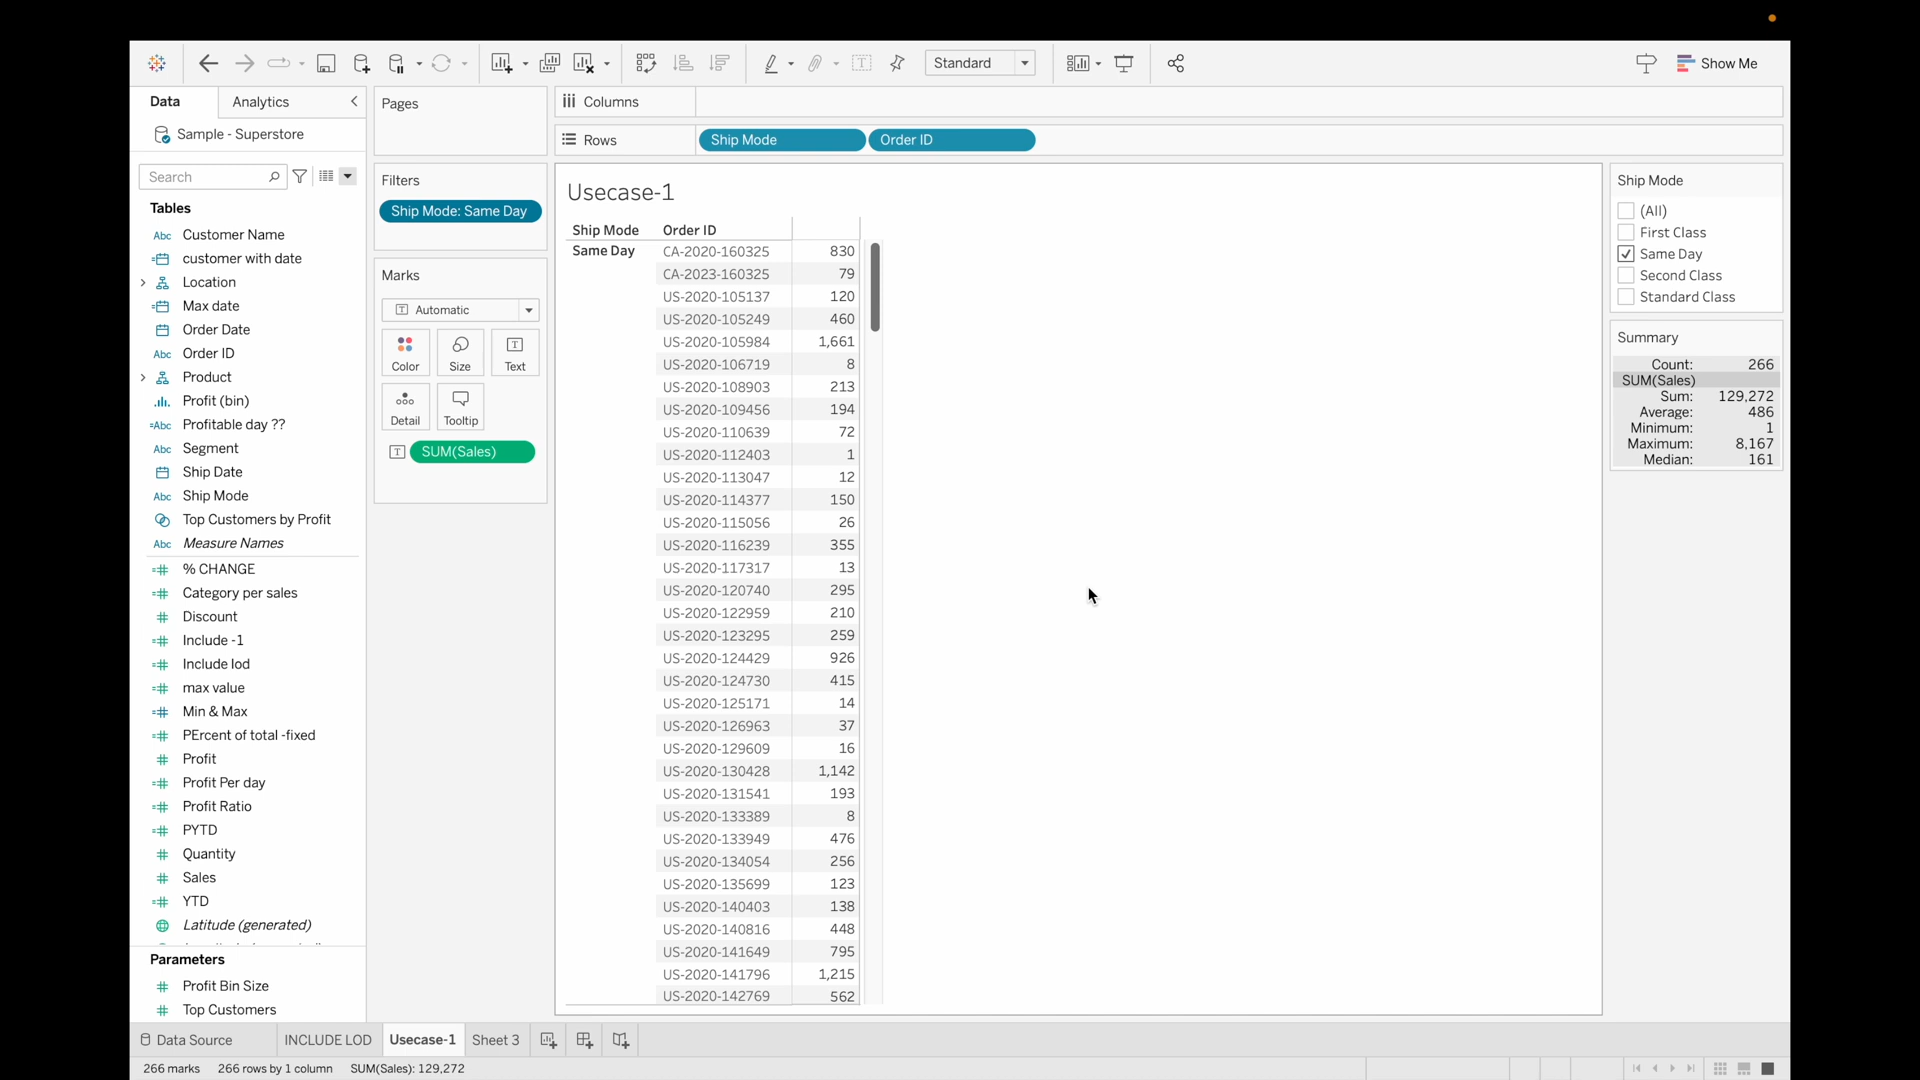 Standard
Show Me
Data
Analytics
Pages
Columns
Sample - Superstore
Rows
Ship Mode
Order ID
Search
Filters
Ship Mode: Same Day
Tables
Abc Customer Name
customer with date
Location
Max date
Order Date
Abc Order ID
Product
Profit (bin)
=Abc Profitable day ??
Abc Segment
Ship Date
Abc Ship Mode
Top Customers by Profit
Abc Measure Names
% CHANGE
Category per sales
Discount
Include -1
Include lod
max value
Min & Max
PErcent of total -fixed
Profit
Profit Per day
Profit Ratio
PYTD
Quantity
Sales
YTD
Latitude (generated)
Parameters
Profit Bin Size
Top Customers
Marks
Automatic
Color
Size
Text
Detail
Tooltip
SUM(Sales)
Usecase-1
Ship Mode Order ID
Same Day CA-2020-160325 830
CA-2023-160325 79
US-2020-105137 120
US-2020-105249 460
US-2020-105984 1,661
US-2020-106719 8
US-2020-108903 213
US-2020-109456 194
US-2020-110639 72
US-2020-112403 1
US-2020-113047 12
US-2020-114377 150
US-2020-115056 26
US-2020-116239 355
US-2020-117317 13
US-2020-120740 295
US-2020-122959 210
US-2020-123295 259
US-2020-124429 926
US-2020-124730 415
US-2020-125171 14
US-2020-126963 37
US-2020-129609 16
US-2020-130428 1,142
US-2020-131541 193
US-2020-133389 8
US-2020-133949 476
US-2020-134054 256
US-2020-135699 123
US-2020-140403 138
US-2020-140816 448
US-2020-141649 795
US-2020-141796 1,215
US-2020-142769 562
Ship Mode
(All)
First Class
Same Day
Second Class
Standard Class
Summary
Count: 266
SUM(Sales)
Sum: 129,272
Average: 486
Minimum: 1
Maximum: 8,167
Median: 161
Data Source
INCLUDE LOD
Usecase-1
Sheet 3
266 marks 266 rows by 1 column SUM(Sales): 129,272